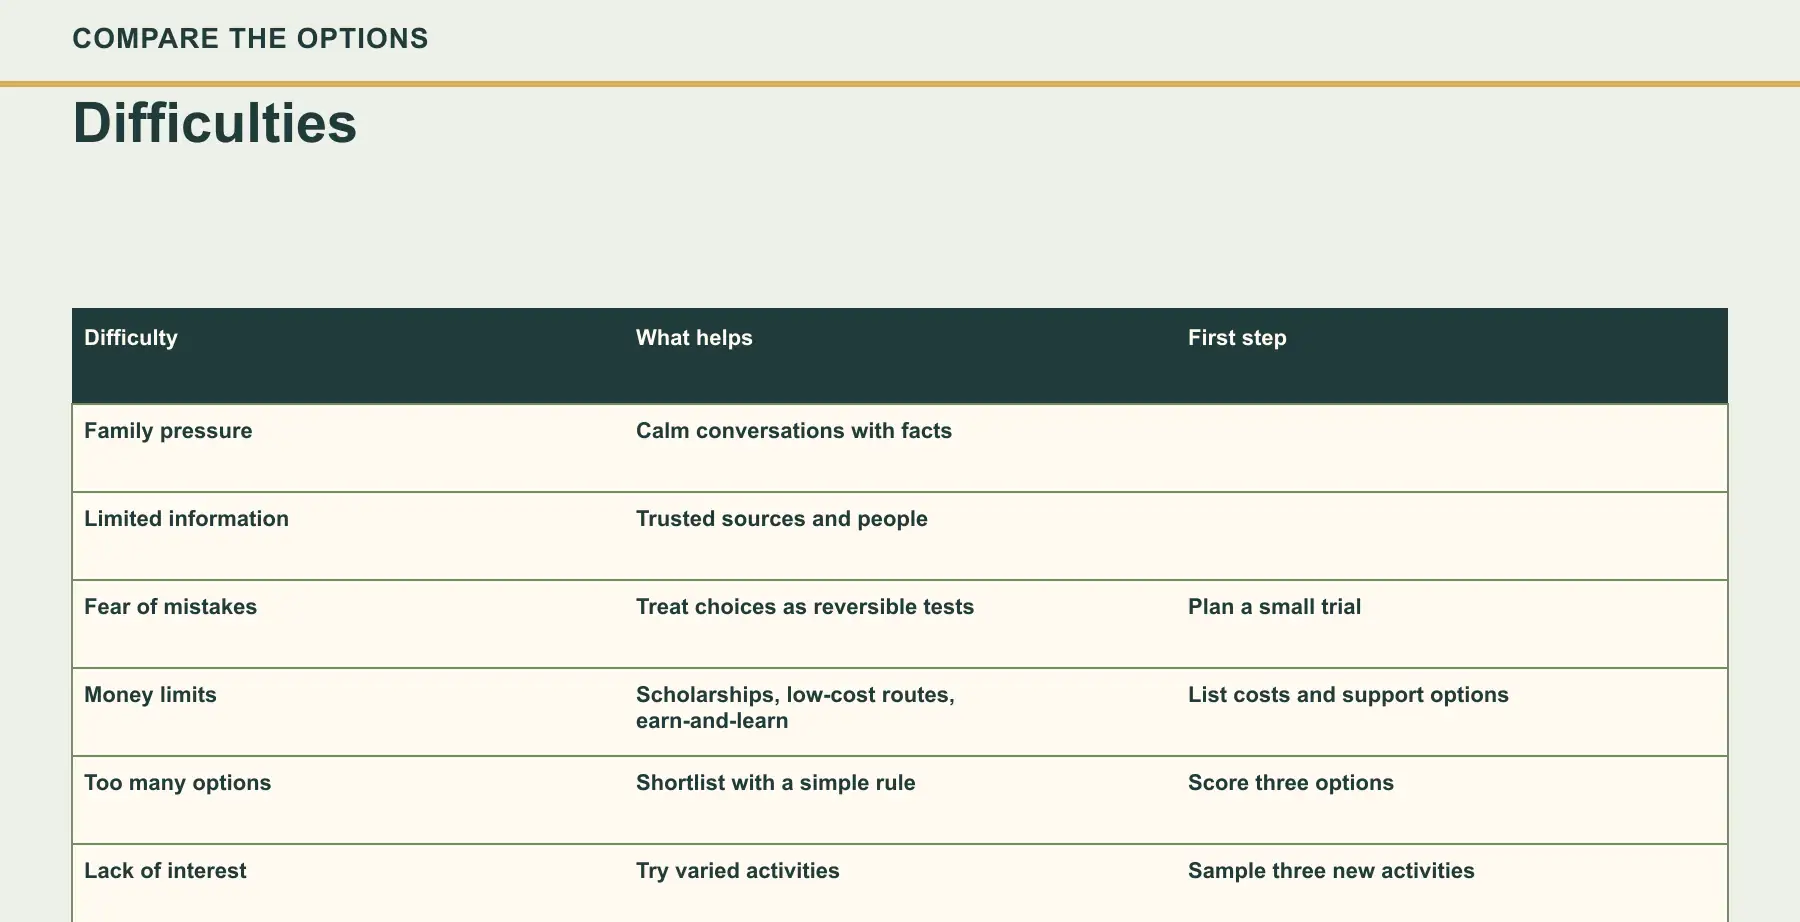 COMPARE THE OPTIONS
Difficulties
Difficulty What helps First step
Family pressure Calm conversations with facts
Limited information Trusted sources and people
Fear of mistakes Treat choices as reversible tests Plan a small trial
Money limits Scholarships, low-cost routes, List costs and support options
earn-and-learn
Too many options Shortlist with a simple rule Score three options
Lack of interest Try varied activities Sample three new activities